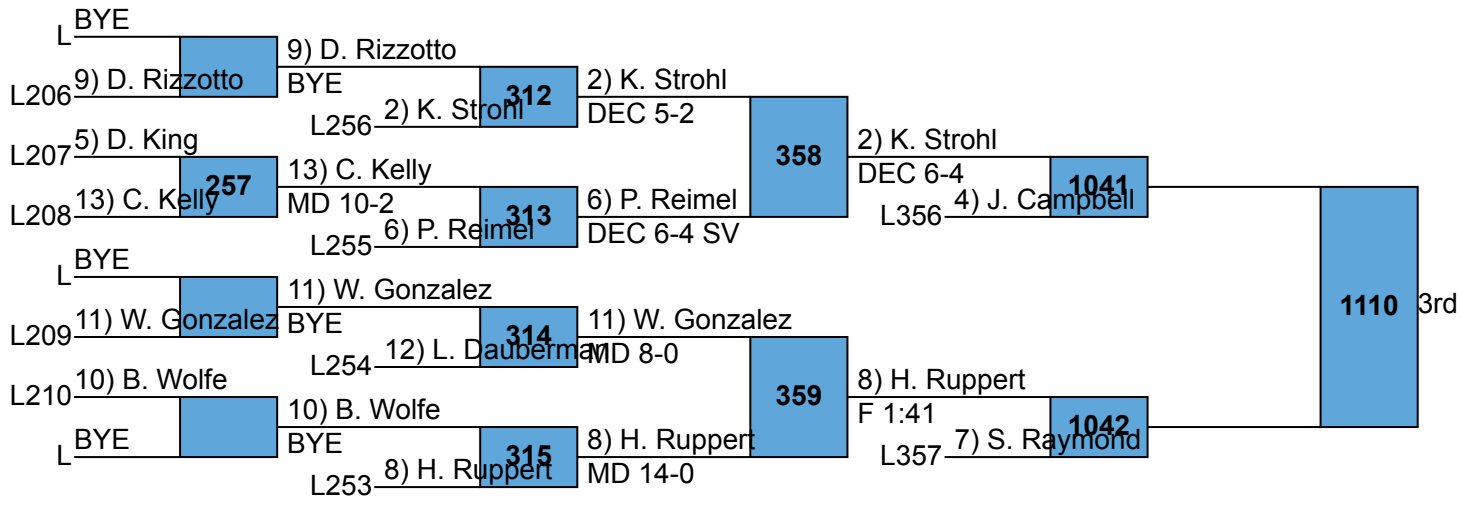 BYE
L
9) D. Rizzotto
BYE
9) D. Rizzotto
L206
312
2) K. Strohl
DEC 5-2
2) K. Strohl
L256
5) D. King
L207
257
358
2) K. Strohl
DEC 6-4
13) C. Kelly
MD 10-2
1041
13) C. Kelly
L208
313
6) P. Reimel
DEC 6-4 SV
4) J. Campbell
L356
6) P. Reimel
L255
BYE
L
11) W. Gonzalez
BYE
1110
3rd
11) W. Gonzalez
L209
314
11) W. Gonzalez
MD 8-0
12) L. Dauberman
L254
10) B. Wolfe
L210
359
8) H. Ruppert
F 1:41
10) B. Wolfe
BYE
1042
BYE
L
315
8) H. Ruppert
MD 14-0
7) S. Raymond
L357
8) H. Ruppert
L253